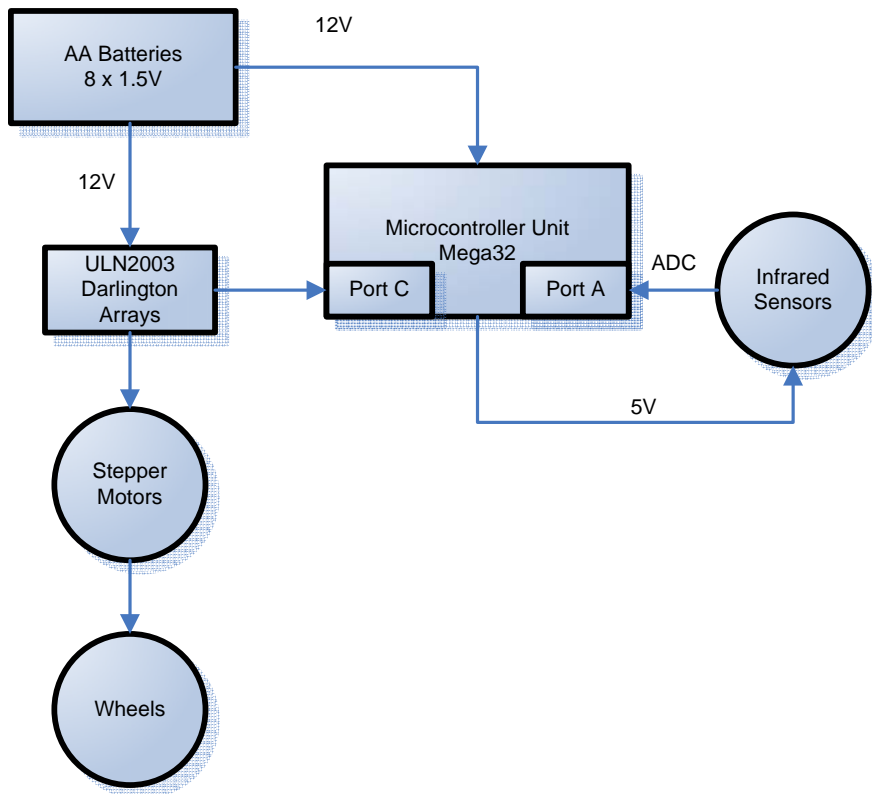 12V
AA Batteries
8 x 1.5V
12V
Microcontroller Unit
Mega32
ULN2003
Darlington
Arrays
Port C
Port A
ADC
Infrared
Sensors
5V
Stepper
Motors
Wheels